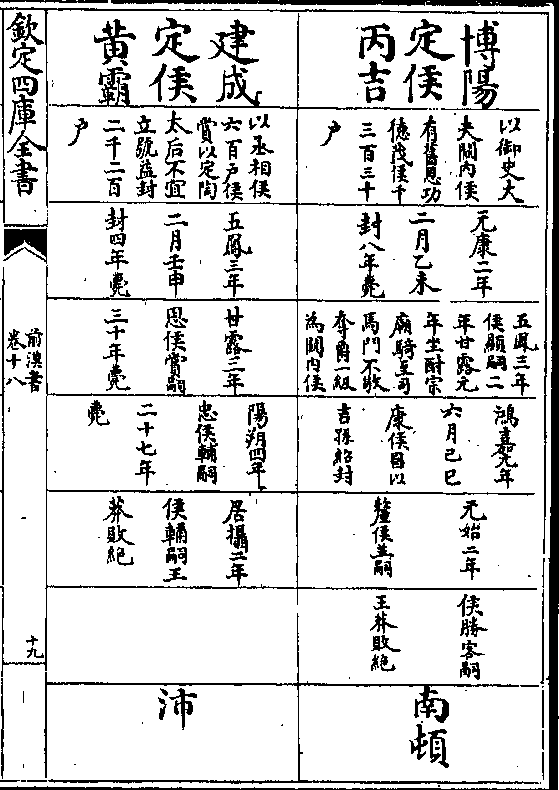 博陽
定侯
丙吉
以御史大
夫關内侯
有舊恩功
德茂侯千
三百三十
户
元康二年
二月乙未
封八年薨
五鳳三年
侯顯嗣二
年甘露元
年坐酎宗
廟騎至司
馬門不敬
奪爵一級
為關内侯
鴻嘉元年
六月己巳
康侯昌以
吉孫紹封
元始二年
釐侯並嗣
侯勝客嗣
王莽敗絶
南頓
建成
定侯
黄霸
以丞相侯
六百户侯
賞以定陶
太后不宜
立號益封
二千二百
户
五鳳三年
二月壬申
封四年薨
甘露三年
思侯賞嗣
三十年薨
陽朔四年
忠侯輔嗣
二十七年
薨
居攝二年
侯輔嗣王
莽敗絶
沛
欽定四庫全書
前漢書
卷十八
十九